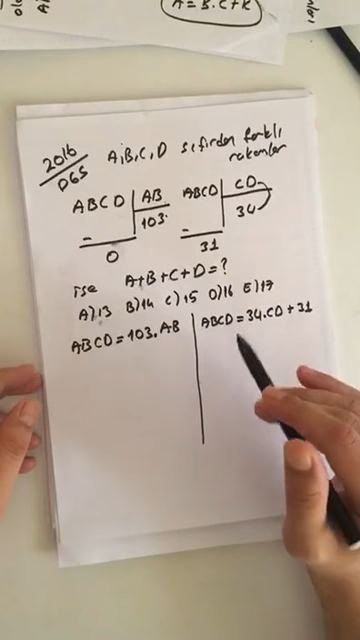 A = B.C+K
2016
DGS
A,B,C,D sıfırdan farklı
rakamlar
ABCD | AB
103
-
0
ABCD | CD
34
-
31
ise A+B+C+D=?
A)13 B)14 C)15 D)16 E)17
ABCD = 103.AB
ABCD = 34.CD + 31